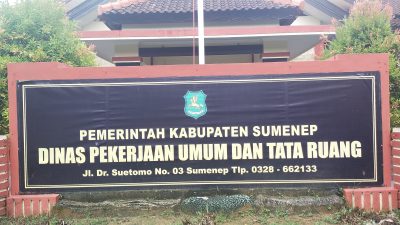 PEMERINTAH KABUPATEN SUMENEP
DINAS PEKERJAAN UMUM DAN TATA RUANG
Jl. Dr. Suetomo No. 03 Sumenep Tlp. 0328 - 662133